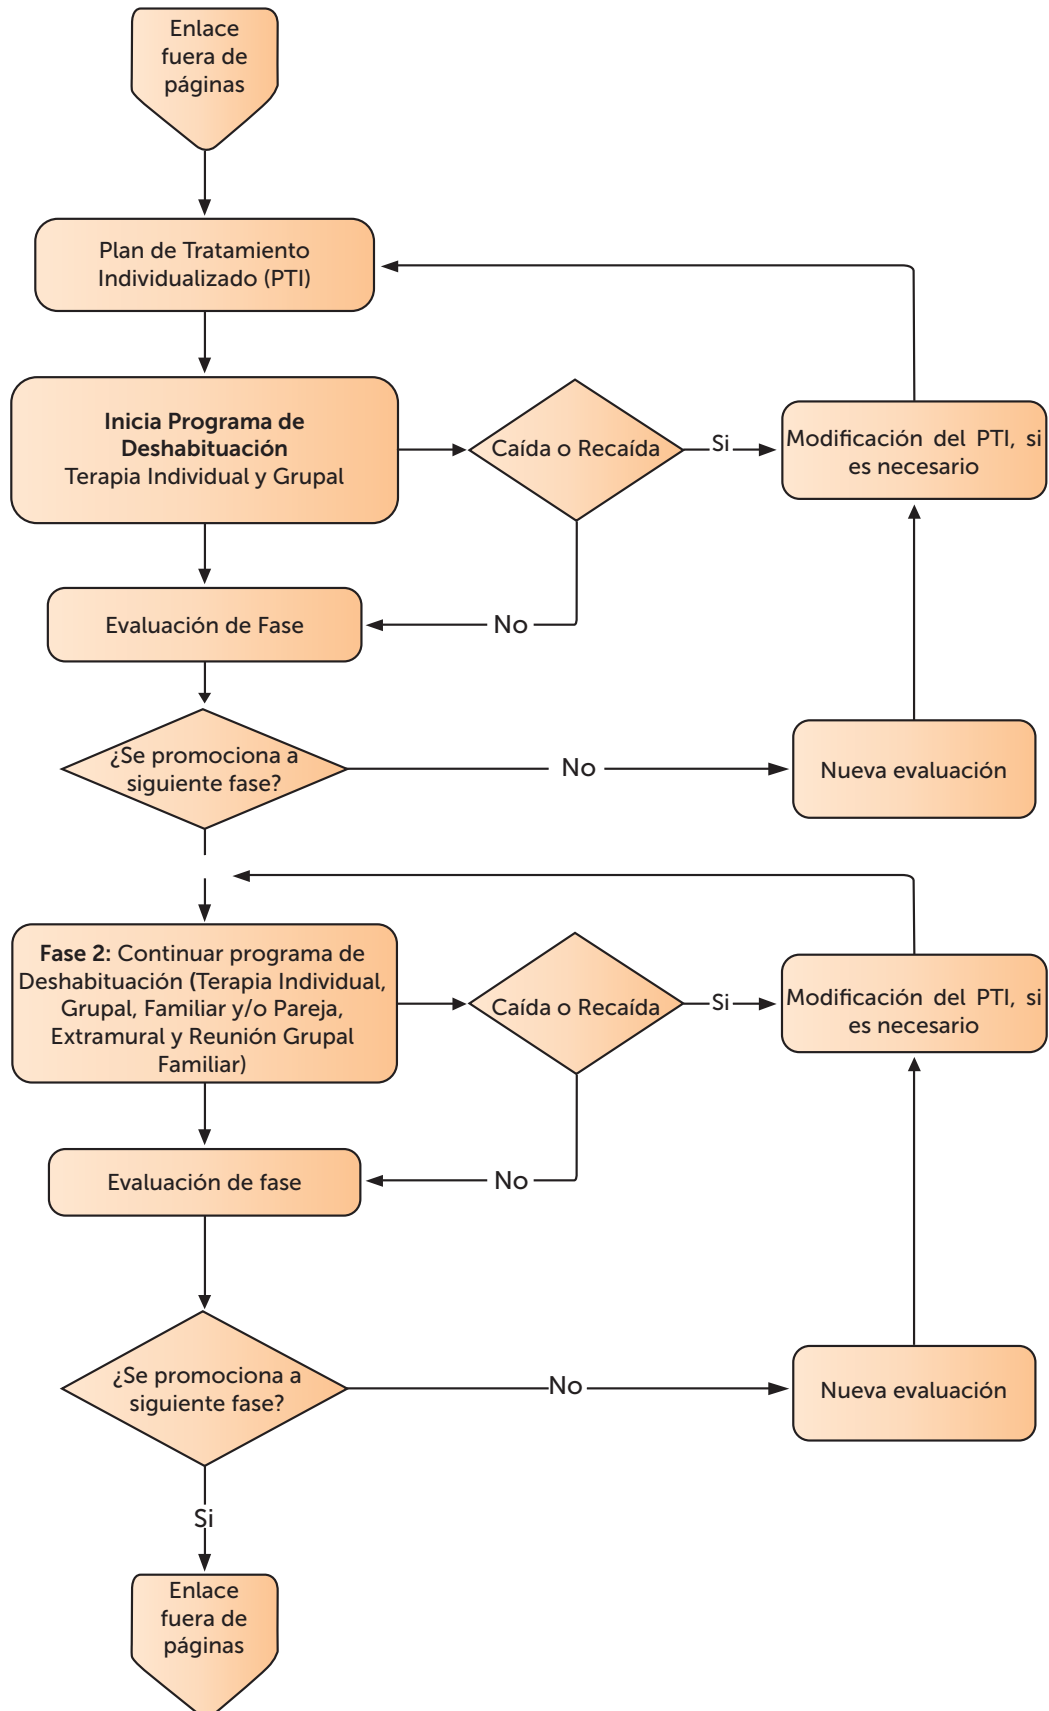 Enlace
fuera de
páginas
Plan de Tratamiento
Individualizado (PTI)
Inicia Programa de
Deshabituación
Terapia Individual y Grupal
Caída o Recaída
Si
Modificación del PTI, si
es necesario
Evaluación de Fase
No
¿Se promociona a
siguiente fase?
No
Nueva evaluación
Fase 2: Continuar programa de
Deshabituación (Terapia Individual,
Grupal, Familiar y/o Pareja,
Extramural y Reunión Grupal
Familiar)
Caída o Recaída
Si
Modificación del PTI, si
es necesario
Evaluación de fase
No
¿Se promociona a
siguiente fase?
No
Nueva evaluación
Si
Enlace
fuera de
páginas